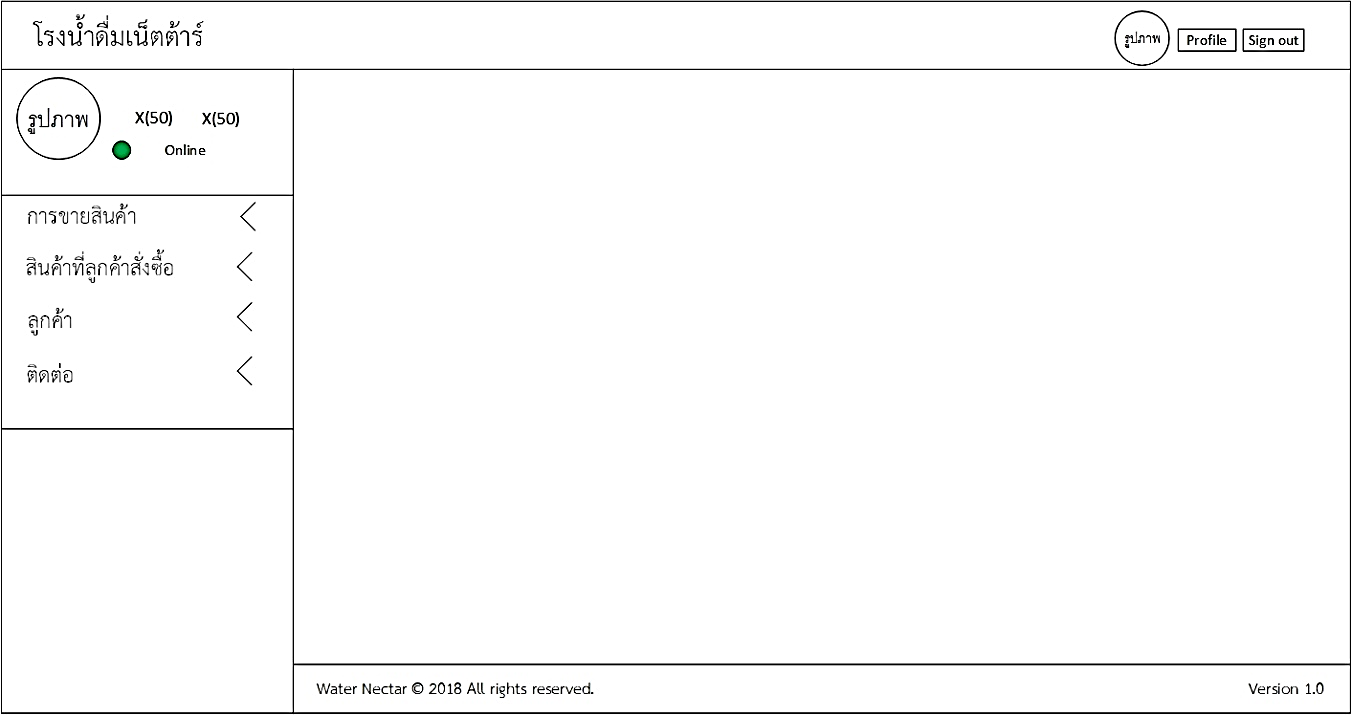 โรงน้ำดื่มเน็ตต้าร์
รูปภาพ Profile Sign out
รูปภาพ X(50) X(50)
Online
การขายสินค้า
สินค้าที่ลูกค้าสั่งซื้อ
ลูกค้า
ติดต่อ
Water Nectar © 2018 All rights reserved. Version 1.0